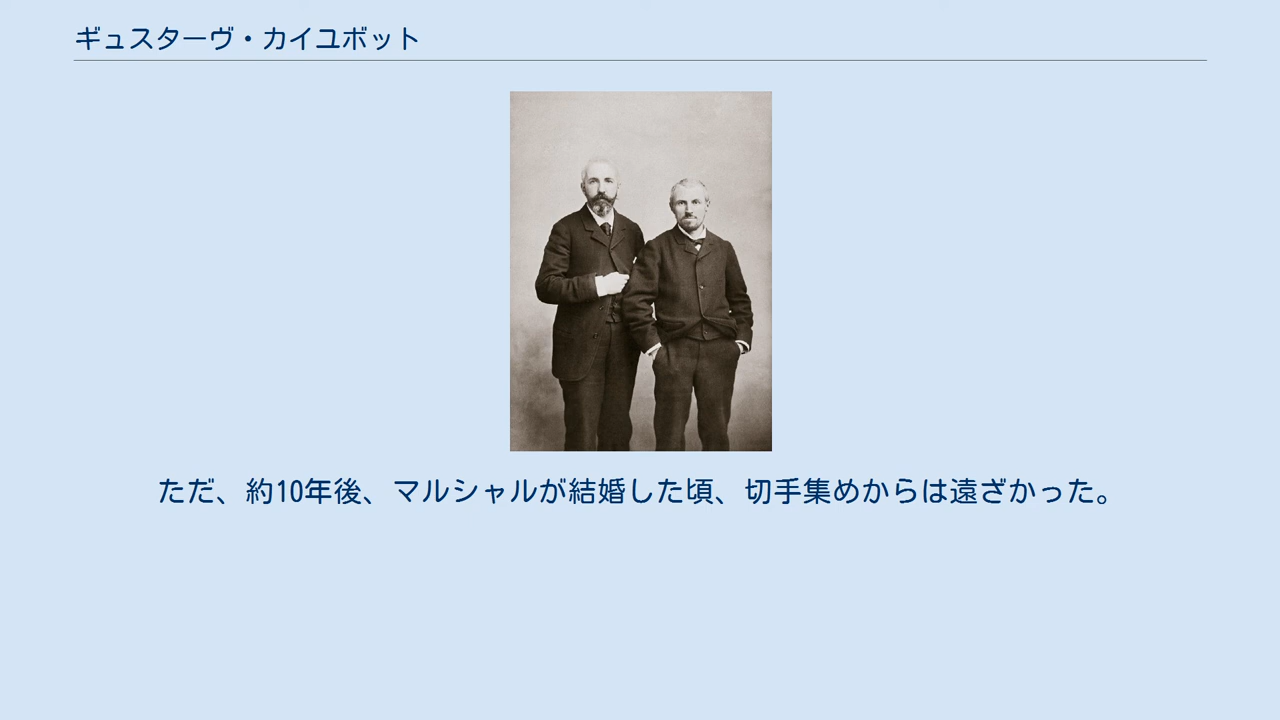 ギュスターヴ・カイユボット
ただ、約10年後、マルシャルが結婚した頃、切手集めからは遠ざかった。